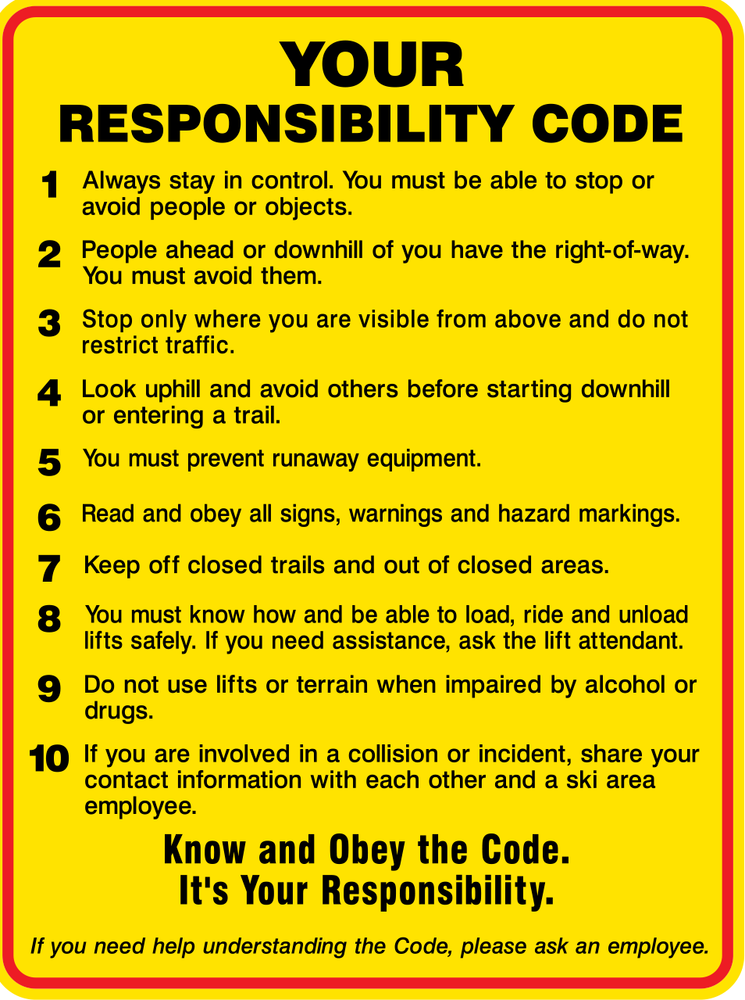 YOUR
RESPONSIBILITY CODE
1 Always stay in control. You must be able to stop or
avoid people or objects.
2 People ahead or downhill of you have the right-of-way.
You must avoid them.
3 Stop only where you are visible from above and do not
restrict traffic.
4 Look uphill and avoid others before starting downhill
or entering a trail.
5 You must prevent runaway equipment.
6 Read and obey all signs, warnings and hazard markings.
7 Keep off closed trails and out of closed areas.
8 You must know how and be able to load, ride and unload
lifts safely. If you need assistance, ask the lift attendant.
9 Do not use lifts or terrain when impaired by alcohol or
drugs.
10 If you are involved in a collision or incident, share your
contact information with each other and a ski area
employee.
Know and Obey the Code.
It's Your Responsibility.
If you need help understanding the Code, please ask an employee.